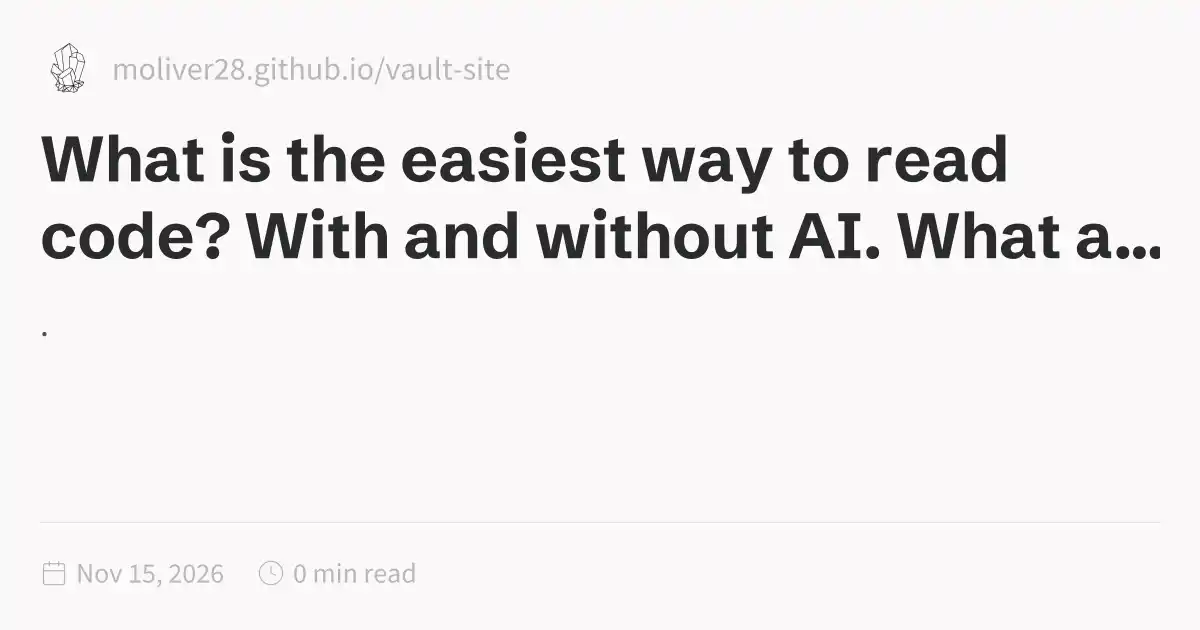 moliver28.github.io/vault-site
What is the easiest way to read
code? With and without AI. What a...
.
Nov 15, 2026 0 min read